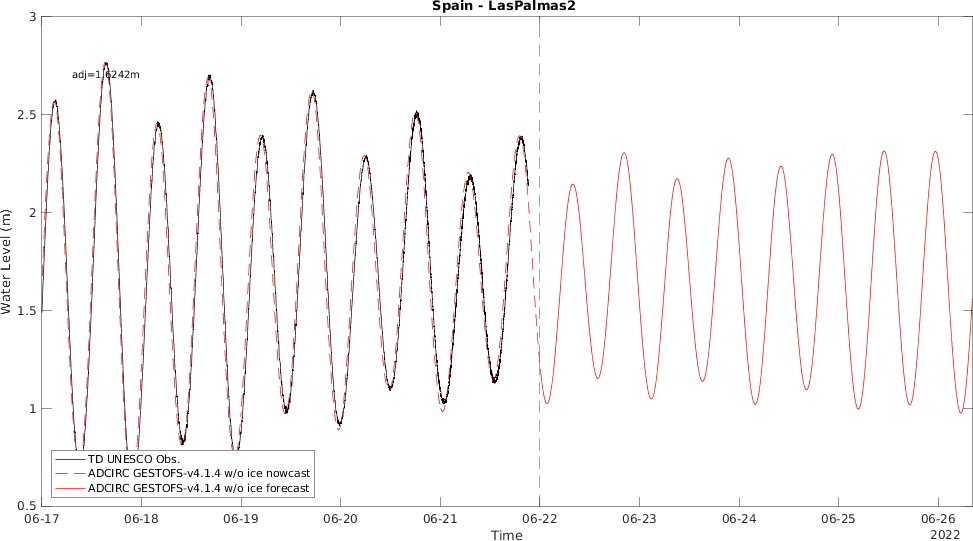 Spain - LasPalmas2
3
adj=1.6242m
2.5
2
Water Level (m)
1.5
1
TD UNESCO Obs.
ADCIRC GESTOFS-v4.1.4 w/o ice nowcast
ADCIRC GESTOFS-v4.1.4 w/o ice forecast
0.5
06-17 06-18 06-19 06-20 06-21 06-22 06-23 06-24 06-25 06-26
Time
2022